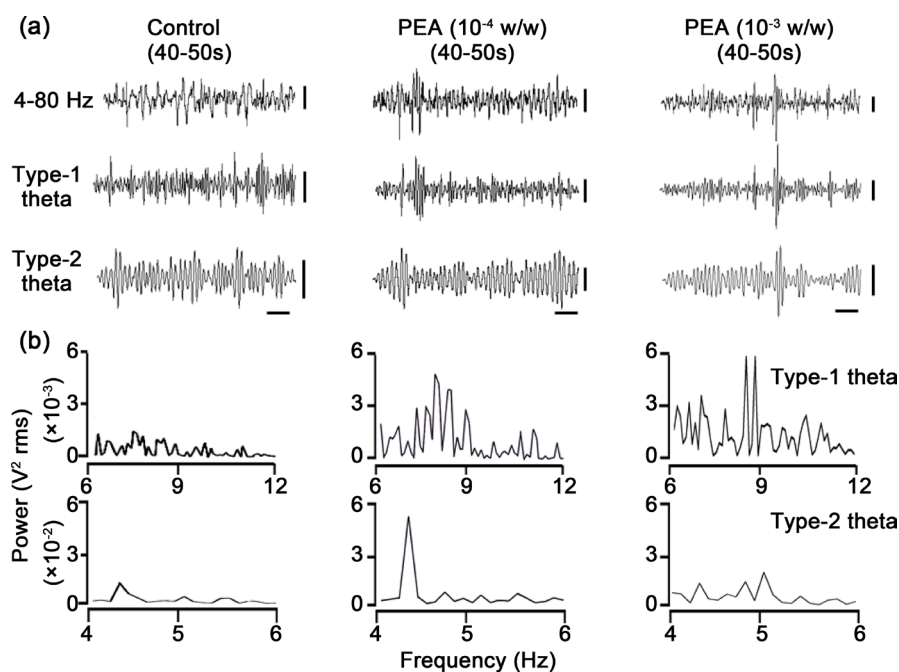 (a)
Control
(40-50s)
PEA (10⁻⁴ w/w)
(40-50s)
PEA (10⁻³ w/w)
(40-50s)
4-80 Hz
Type-1
theta
Type-2
theta
(b)
Power (V² rms)
(×10⁻³)
6
3
0
6
9
12
6
3
0
6
9
12
6
3
0
6
9
12
Type-1 theta
(×10⁻²)
6
3
0
4
5
6
6
3
0
4
5
6
6
3
0
4
5
6
Type-2 theta
Frequency (Hz)